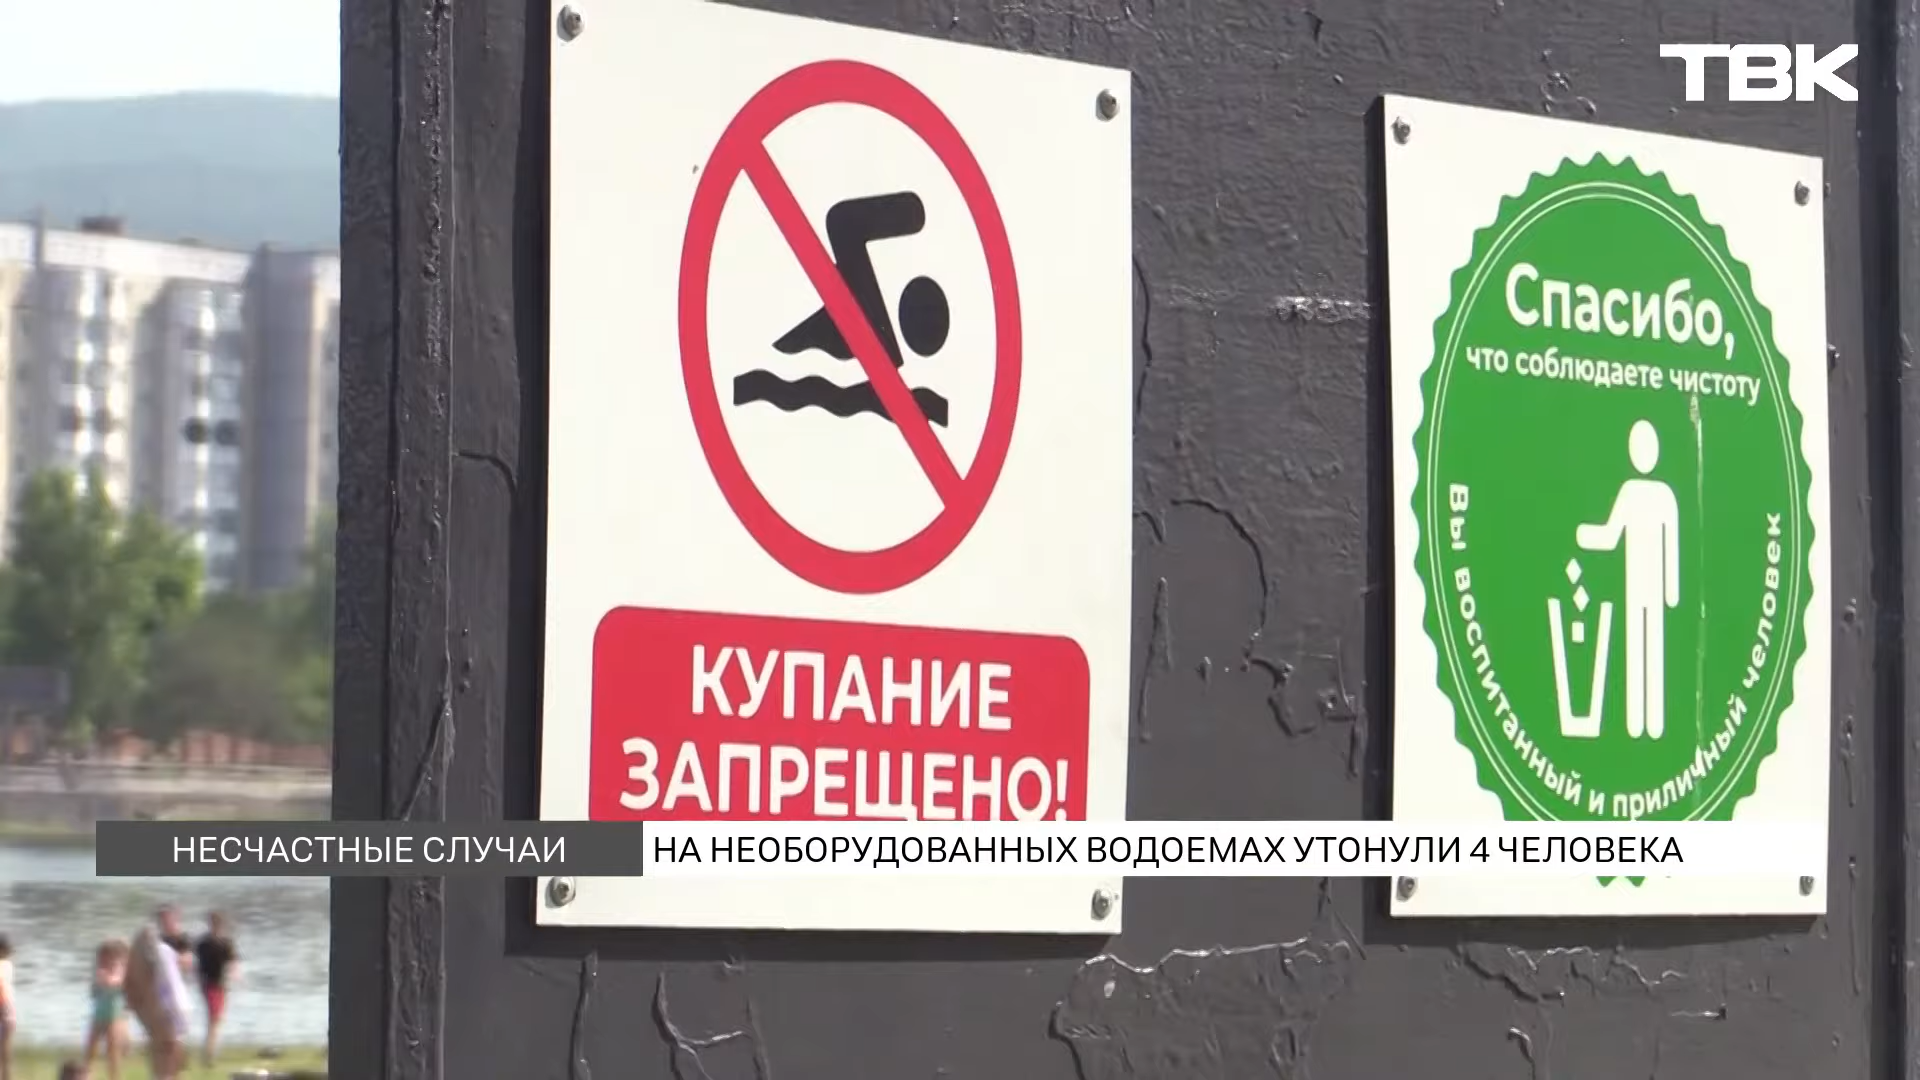 ТВК
КУПАНИЕ
ЗАПРЕЩЕНО!
Спасибо,
что соблюдаете чистоту
Вы воспитанный и приличный человек
НЕСЧАСТНЫЕ СЛУЧАИ
НА НЕОБОРУДОВАННЫХ ВОДОЕМАХ УТОНУЛИ 4 ЧЕЛОВЕКА